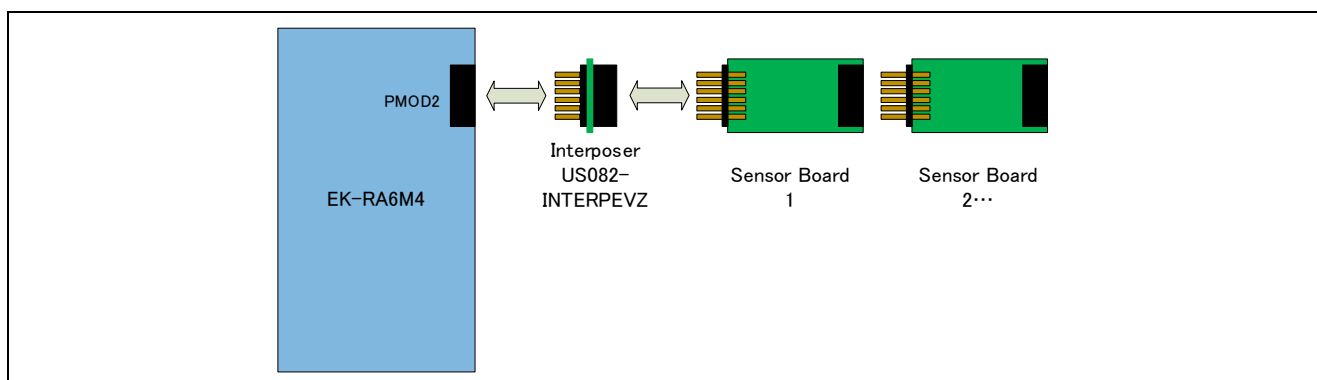 PMOD2
Interposer
US082-
INTERPEVZ
Sensor Board
1
Sensor Board
2⋯
EK-RA6M4